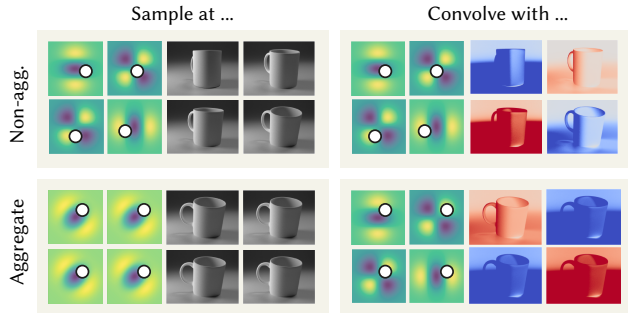 Sample at ...
Convolve with ...
Non-agg.
Aggregate